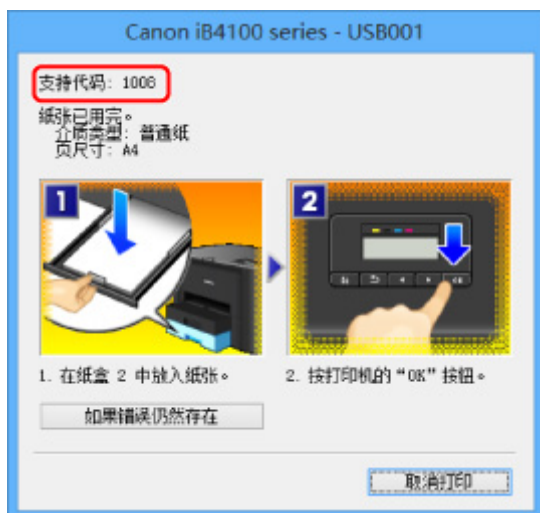 Canon iB4100 series - USB001
支持代码: 1008
纸张已用完。
介质类型: 普通纸
页尺寸: A4
1
2
OK
1. 在纸盒 2 中放入纸张。
2. 按打印机的“OK”按钮。
如果错误仍然存在
取消打印